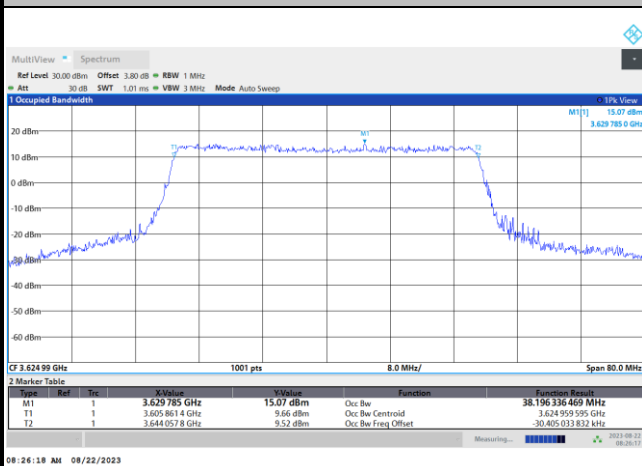 MultiView Spectrum
Ref Level 30.00 dBm Offset 3.80 dB RBW 1 MHz
Att 30 dB SWT 1.01 ms VBW 3 MHz Mode Auto Sweep
1 Occupied Bandwidth 1Pk View
M1[1] 15.07 dBm
3.629 785 0 GHz
20 dBm
M1
T1 T2
10 dBm
0 dBm
-10 dBm
-20 dBm
-30 dBm
-40 dBm
-50 dBm
-60 dBm
CF 3.624 99 GHz 1001 pts 8.0 MHz/ Span 80.0 MHz
2 Marker Table
Type Ref Trc X-Value Y-Value Function Function Result
M1 1 3.629 785 GHz 15.07 dBm Occ Bw 38.196 336 469 MHz
T1 1 3.605 861 4 GHz 9.66 dBm Occ Bw Centroid 3.624 959 595 GHz
T2 1 3.644 057 8 GHz 9.52 dBm Occ Bw Freq Offset -30.405 033 832 kHz
Measuring... 2023-08-22
08:26:17
08:26:18 AM 08/22/2023